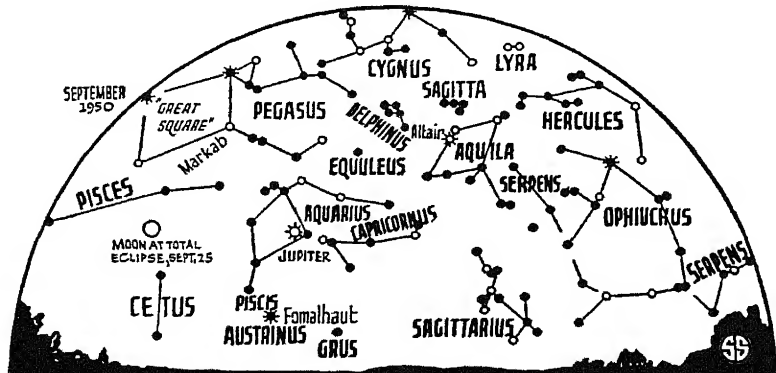 CYGNUS
LYRA
SEPTEMBER
1950
"GREAT
SQUARE"
PEGASUS
SAGITTA
DELPHINUS
HERCULES
Markab
Altair
AQUILA
EQUULEUS
SERPENS
PISCES
AQUARIUS
CAPRICORNUS
OPHIUCHUS
MOON AT TOTAL
ECLIPSE, SEPT, 25
JUPITER
SERPENS
CETUS
PISCIS
AUSTRINUS
Fomalhaut
GRUS
SAGITTARIUS
SS